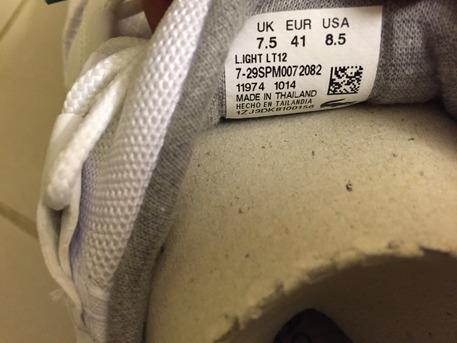 UK EUR USA
7.5 41 8.5
LIGHT LT12
7-29SPM0072082
11974 1014
MADE IN THAILAND
HECHO EN TAILANDIA
1ZJ3DK8100156